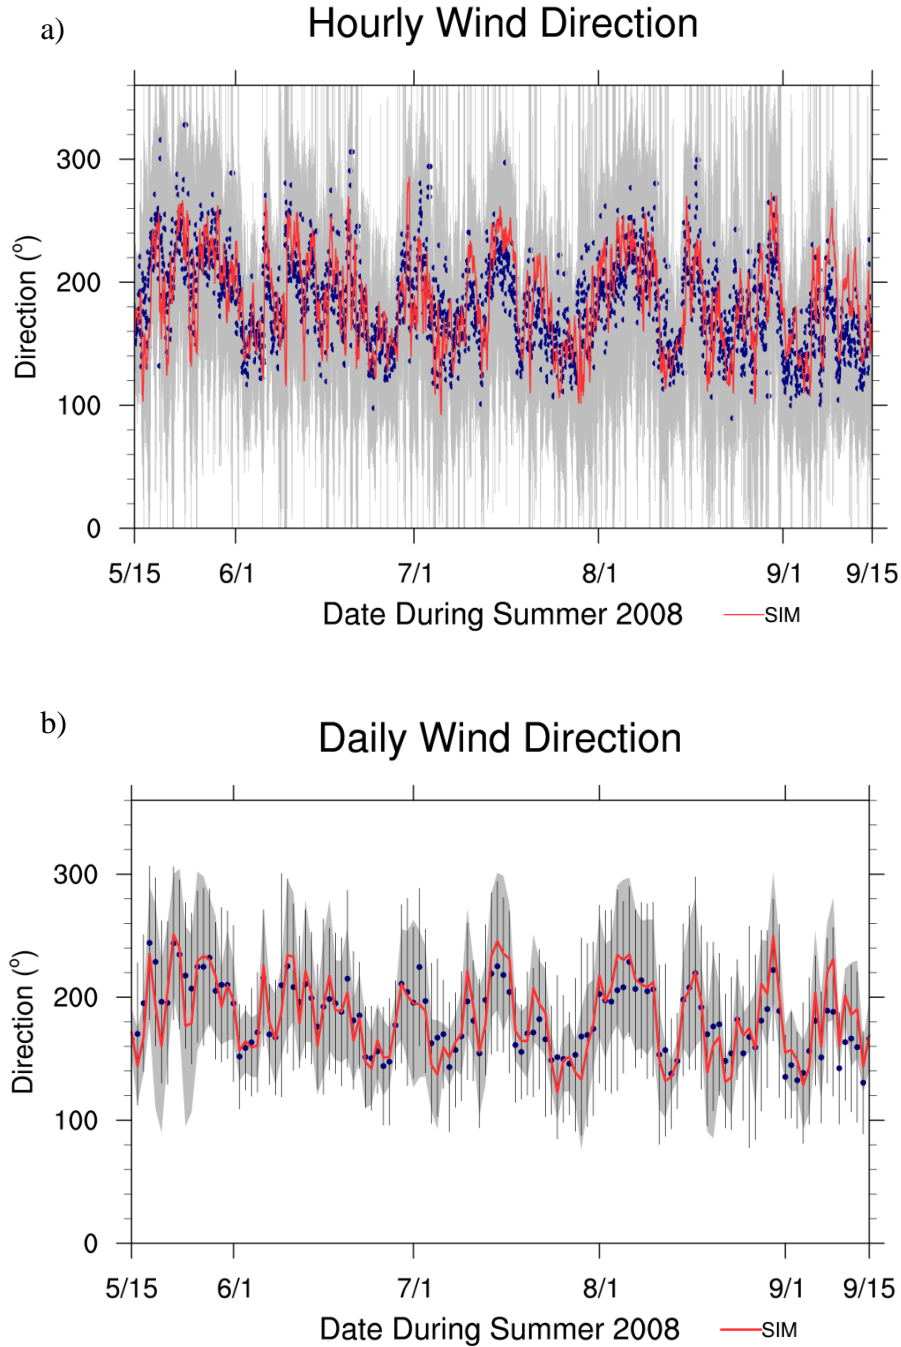 a)
Hourly Wind Direction
Direction (°)
300
200
100
0
5/15 6/1 7/1 8/1 9/1 9/15
Date During Summer 2008
SIM
b)
Daily Wind Direction
Direction (°)
300
200
100
0
5/15 6/1 7/1 8/1 9/1 9/15
Date During Summer 2008
SIM